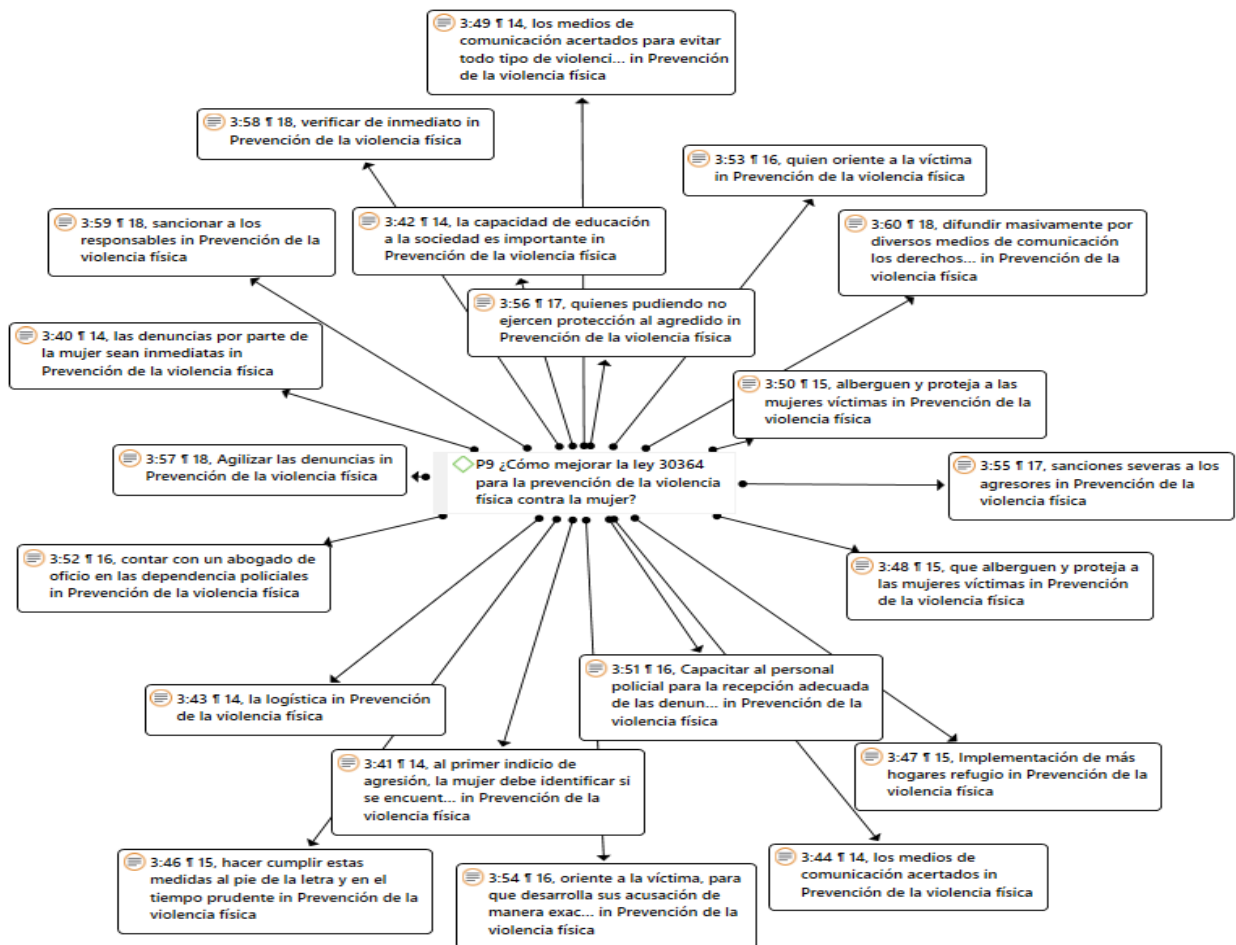 3:49 ¶ 14, los medios de
comunicación acertados para evitar
todo tipo de violenci... in Prevención
de la violencia física
3:58 ¶ 18, verificar de inmediato in
Prevención de la violencia física
3:53 ¶ 16, quien oriente a la víctima
in Prevención de la violencia física
3:59 ¶ 18, sancionar a los
responsables in Prevención de la
violencia física
3:42 ¶ 14, la capacidad de educación
a la sociedad es importante in
Prevención de la violencia física
3:60 ¶ 18, difundir masivamente por
diversos medios de comunicación
los derechos... in Prevención de la
violencia física
3:56 ¶ 17, quienes pudiendo no
ejercen protección al agredido in
Prevención de la violencia física
3:40 ¶ 14, las denuncias por parte de
la mujer sean inmediatas in
Prevención de la violencia física
3:50 ¶ 15, alberguen y proteja a las
mujeres víctimas in Prevención de la
violencia física
3:57 ¶ 18, Agilizar las denuncias in
Prevención de la violencia física
P9 ¿Cómo mejorar la ley 30364
para la prevención de la violencia
física contra la mujer?
3:55 ¶ 17, sanciones severas a los
agresores in Prevención de la
violencia física
3:52 ¶ 16, contar con un abogado de
oficio en las dependencia policiales
in Prevención de la violencia física
3:48 ¶ 15, que alberguen y proteja a
las mujeres víctimas in Prevención
de la violencia física
3:43 ¶ 14, la logística in Prevención
de la violencia física
3:51 ¶ 16, Capacitar al personal
policial para la recepción adecuada
de las denun... in Prevención de la
violencia física
3:41 ¶ 14, al primer indicio de
agresión, la mujer debe identificar si
se encuent... in Prevención de la
violencia física
3:47 ¶ 15, Implementación de más
hogares refugio in Prevención de la
violencia física
3:46 ¶ 15, hacer cumplir estas
medidas al pie de la letra y en el
tiempo prudente in Prevención de la
violencia física
3:54 ¶ 16, oriente a la víctima, para
que desarrolla sus acusación de
manera exac... in Prevención de la
violencia física
3:44 ¶ 14, los medios de
comunicación acertados in
Prevención de la violencia física